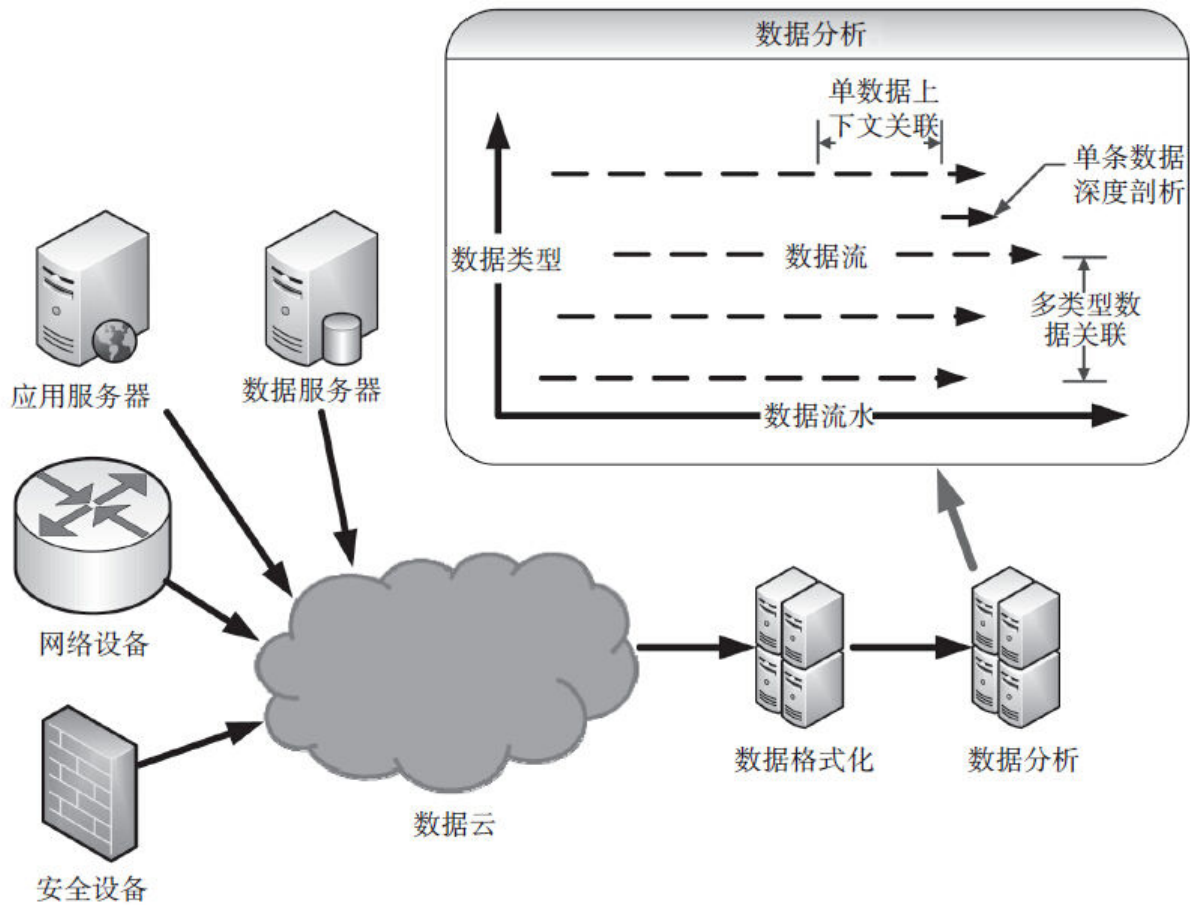 数据分析
单数据上
下文关联
单条数据
深度剖析
数据类型
数据流
多类型数
据关联
数据流水
应用服务器
数据服务器
网络设备
安全设备
数据云
数据格式化
数据分析